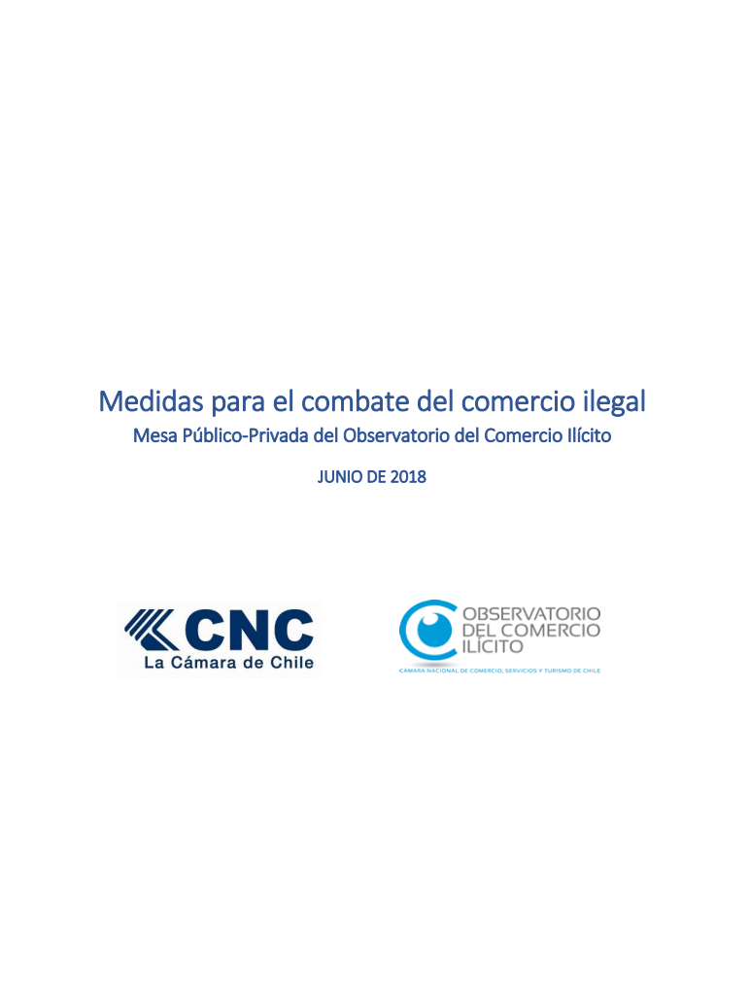 Medidas para el combate del comercio ilegal
Mesa Público-Privada del Observatorio del Comercio Ilícito
JUNIO DE 2018
CNC
La Cámara de Chile
OBSERVATORIO
DEL COMERCIO
ILÍCITO
CÁMARA NACIONAL DE COMERCIO, SERVICIOS Y TURISMO DE CHILE